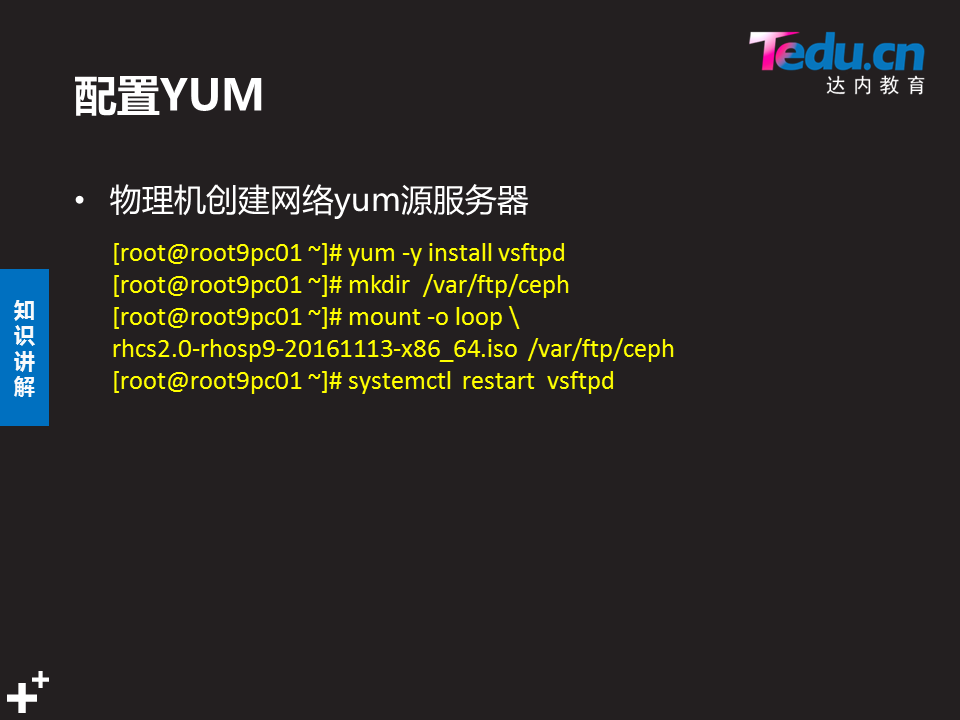 Tedu.cn
达内教育
配置YUM
• 物理机创建网络yum源服务器
[root@root9pc01 ~]# yum -y install vsftpd
[root@root9pc01 ~]# mkdir /var/ftp/ceph
[root@root9pc01 ~]# mount -o loop \
rhcs2.0-rhosp9-20161113-x86_64.iso /var/ftp/ceph
[root@root9pc01 ~]# systemctl restart vsftpd
知识讲解